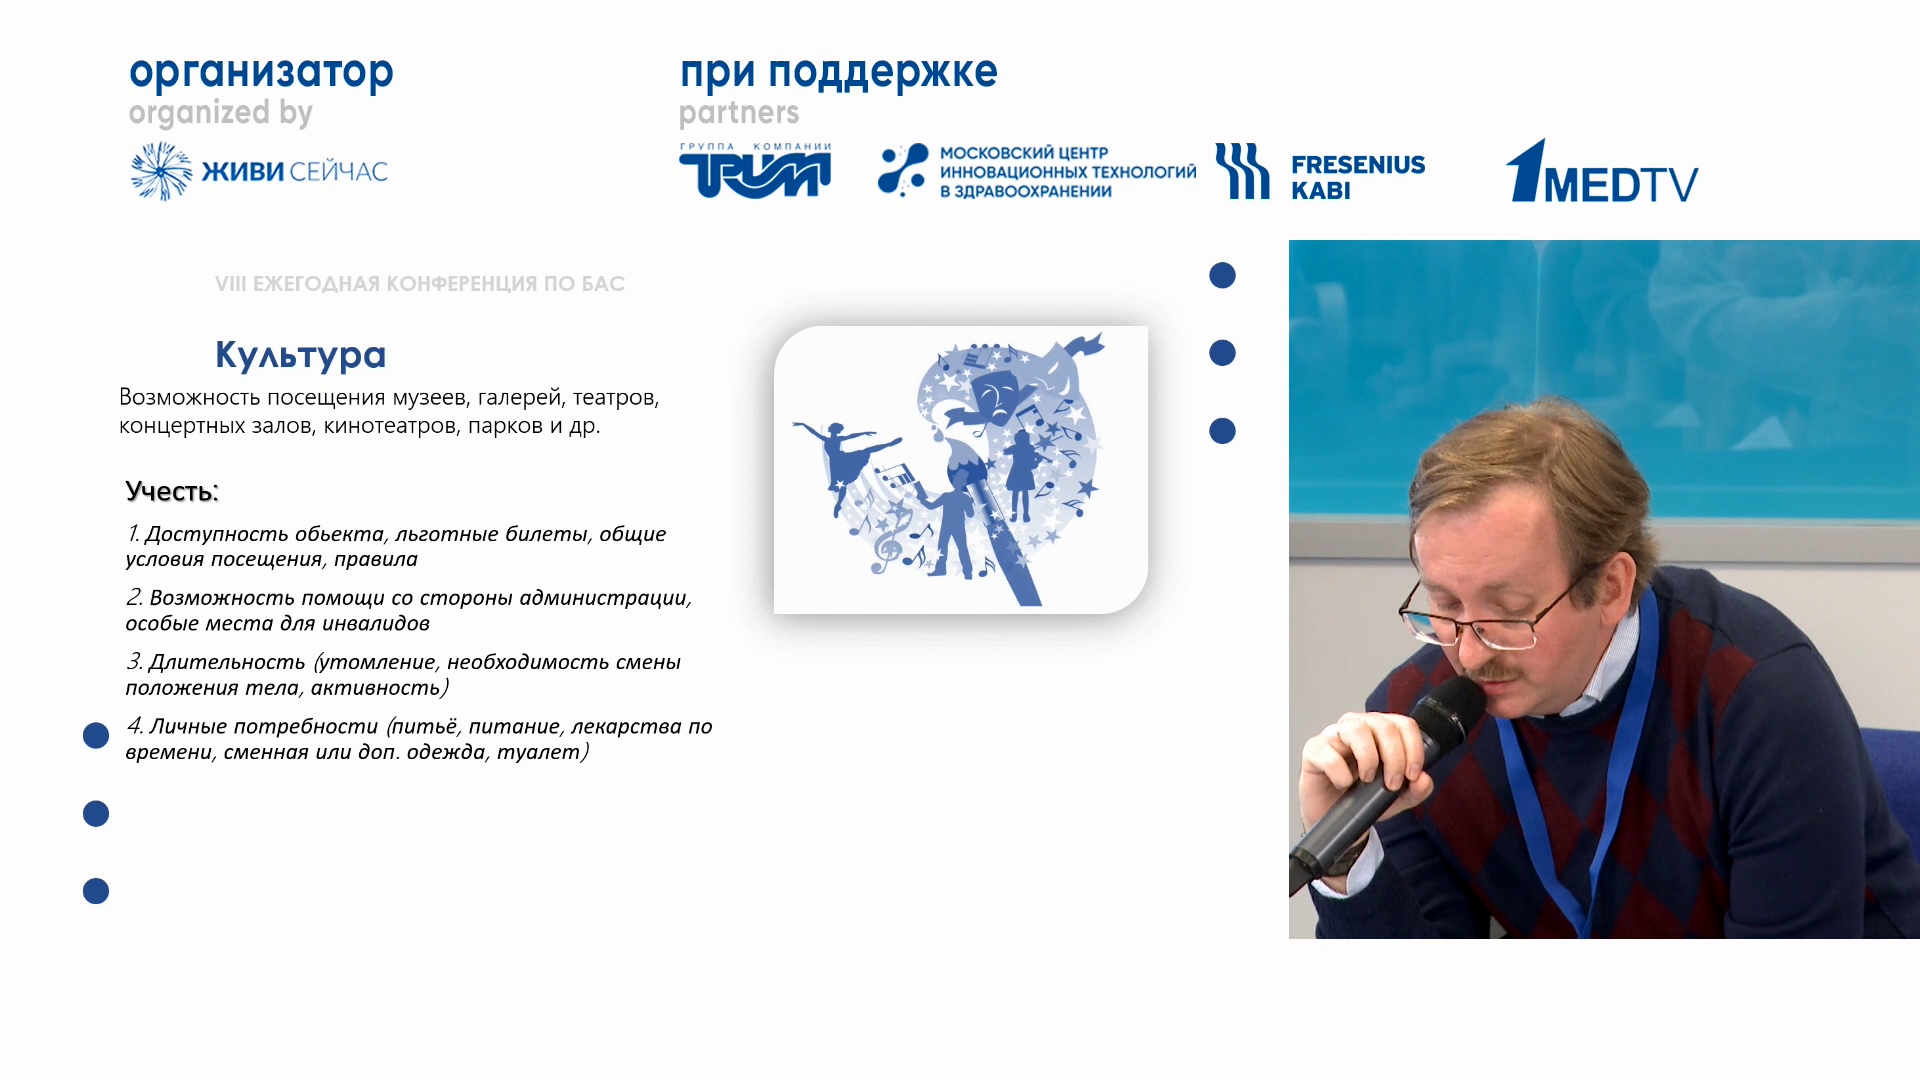 организатор
organized by
ЖИВИ СЕЙЧАС
при поддержке
partners
ГРУППА КОМПАНИИ
ТРИМ
МОСКОВСКИЙ ЦЕНТР
ИННОВАЦИОННЫХ ТЕХНОЛОГИЙ
В ЗДРАВООХРАНЕНИИ
FRESENIUS
KABI
1MEDTV
VIII ЕЖЕГОДНАЯ КОНФЕРЕНЦИЯ ПО БАС
Культура
Возможность посещения музеев, галерей, театров,
концертных залов, кинотеатров, парков и др.
Учесть:
1. Доступность обьекта, льготные билеты, общие
условия посещения, правила
2. Возможность помощи со стороны администрации,
особые места для инвалидов
3. Длительность (утомление, необходимость смены
положения тела, активность)
4. Личные потребности (питьё, питание, лекарства по
времени, сменная или доп. одежда, туалет)